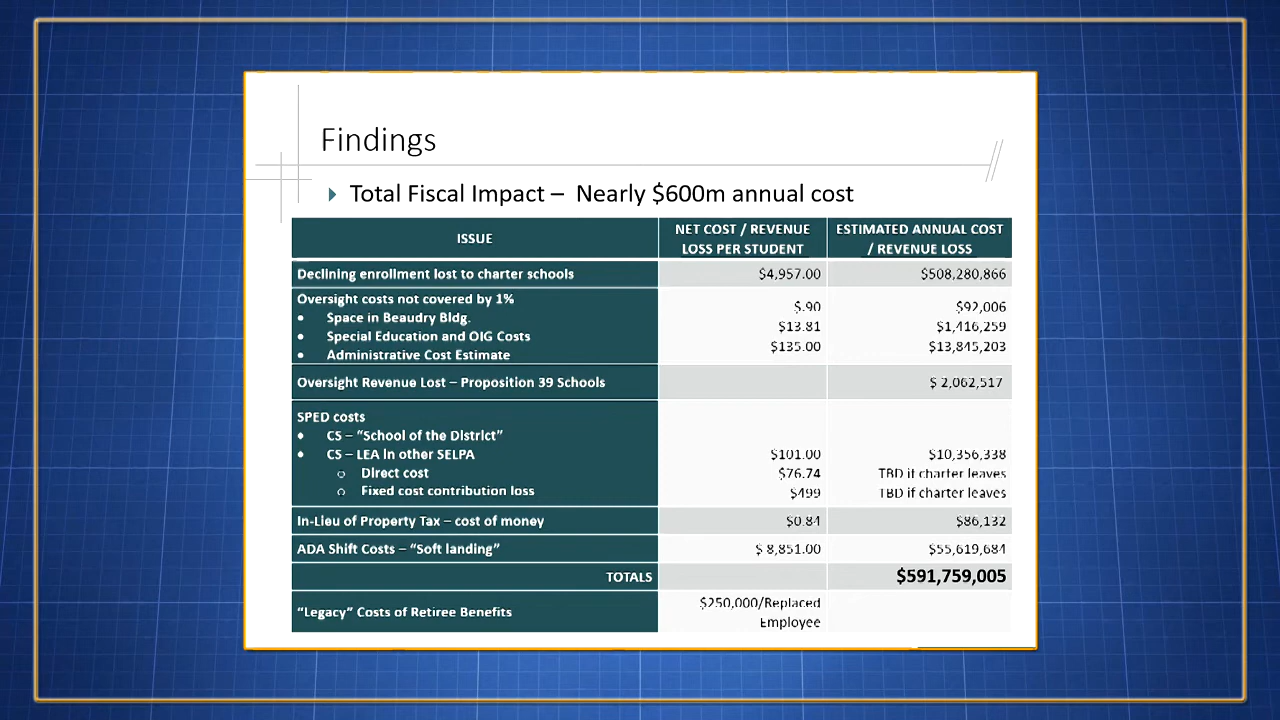 Findings
Total Fiscal Impact – Nearly $600m annual cost
ISSUE
NET COST / REVENUE
LOSS PER STUDENT
ESTIMATED ANNUAL COST
/ REVENUE LOSS
Declining enrollment lost to charter schools $4,957.00 $508,280,866
Oversight costs not covered by 1%
• Space in Beaudry Bldg. $.90 $92,006
• Special Education and OIG Costs $13.81 $1,416,259
• Administrative Cost Estimate $135.00 $13,845,203
Oversight Revenue Lost – Proposition 39 Schools $ 2,062,517
SPED costs
• CS – “School of the District” $101.00 $10,356,338
• CS – LEA in other SELPA
o Direct cost $76.74 TBD if charter leaves
o Fixed cost contribution loss $499 TBD if charter leaves
In-Lieu of Property Tax – cost of money $0.84 $86,132
ADA Shift Costs – “Soft landing” $ 8,851.00 $55,619,684
TOTALS $591,759,005
“Legacy” Costs of Retiree Benefits $250,000/Replaced
Employee